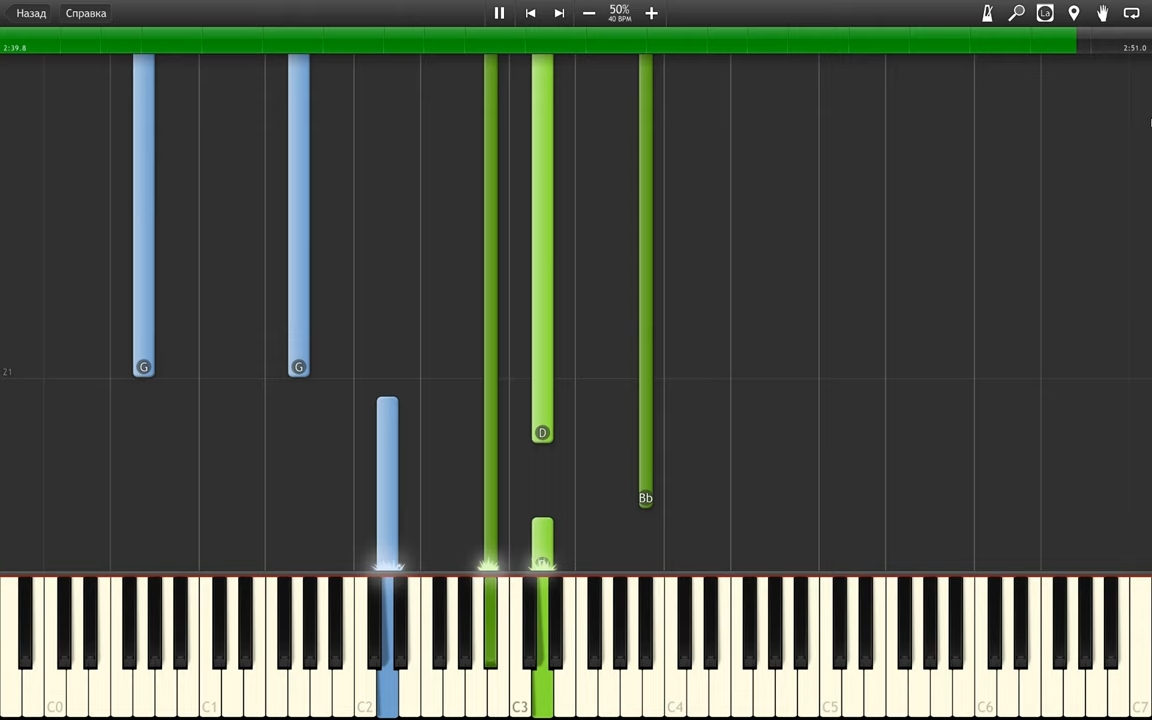 Назад
Справка
50%
40 BPM
La
2:39.8
2:51.0
G
G
21
D
Bb
C0
C1
C2
C3
C4
C5
C6
C7